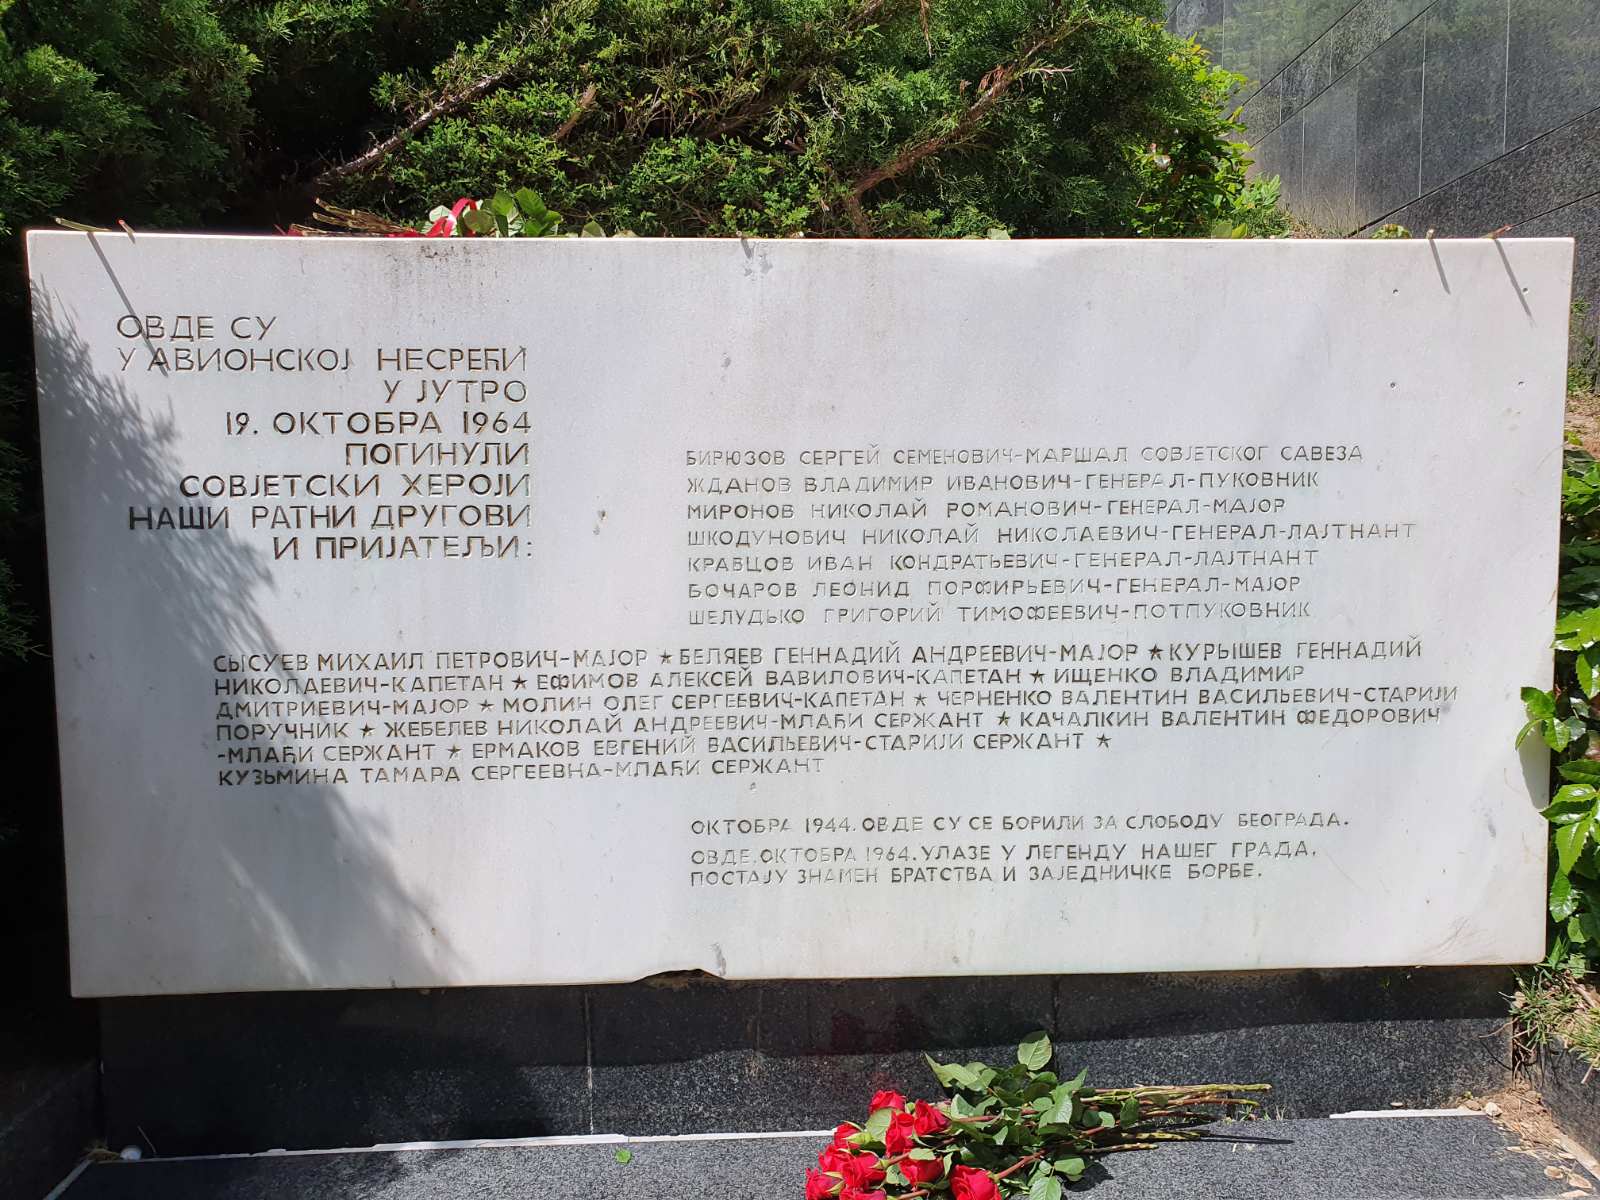 ОВДЕ СУ
У АВИОНСКОЈ НЕСРЕЋИ
У ЈУТРО
19. ОКТОБРА 1964
ПОГИНУЛИ
СОВЈЕТСКИ ХЕРОЈИ
НАШИ РАТНИ ДРУГОВИ
И ПРИЈАТЕЉИ:
БИРЮЗОВ СЕРГЕЙ СЕМЕНОВИЧ-МАРШАЛ СОВЈЕТСКОГ САВЕЗА
ЖДАНОВ ВЛАДИМИР ИВАНОВИЧ-ГЕНЕРАЛ-ПУКОВНИК
МИРОНОВ НИКОЛАЙ РОМАНОВИЧ-ГЕНЕРАЛ-МАЈОР
ШКОДУНОВИЧ НИКОЛАЙ НИКОЛАЕВИЧ-ГЕНЕРАЛ-ЛАЈТНАНТ
КРАВЦОВ ИВАН КОНДРАТЬЕВИЧ-ГЕНЕРАЛ-ЛАЈТНАНТ
БОЧАРОВ ЛЕОНИД ПОРФИРЬЕВИЧ-ГЕНЕРАЛ-МАЈОР
ШЕЛУДЬКО ГРИГОРИЙ ТИМОФЕЕВИЧ-ПОТПУКОВНИК
СЫСУЕВ МИХАИЛ ПЕТРОВИЧ-МАЈОР ★ БЕЛЯЕВ ГЕННАДИЙ АНДРЕЕВИЧ-МАЈОР ★ КУРЫШЕВ ГЕННАДИЙ
НИКОЛАЕВИЧ-КАПЕТАН ★ ЕФИМОВ АЛЕКСЕЙ ВАВИЛОВИЧ-КАПЕТАН ★ ИЩЕНКО ВЛАДИМИР
ДМИТРИЕВИЧ-МАЈОР ★ МОЛИН ОЛЕГ СЕРГЕЕВИЧ-КАПЕТАН ★ ЧЕРНЕНКО ВАЛЕНТИН ВАСИЛЬЕВИЧ-СТАРИЈИ
ПОРУЧНИК ★ ЖЕБЕЛЕВ НИКОЛАЙ АНДРЕЕВИЧ-МЛАЂИ СЕРЖАНТ ★ КАЧАЛКИН ВАЛЕНТИН ФЕДОРОВИЧ
-МЛАЂИ СЕРЖАНТ ★ ЕРМАКОВ ЕВГЕНИЙ ВАСИЛЬЕВИЧ-СТАРИЈИ СЕРЖАНТ ★
КУЗЬМИНА ТАМАРА СЕРГЕЕВНА-МЛАЂИ СЕРЖАНТ
ОКТОБРА 1944. ОВДЕ СУ СЕ БОРИЛИ ЗА СЛОБОДУ БЕОГРАДА.
ОВДЕ, ОКТОБРА 1964. УЛАЗЕ У ЛЕГЕНДУ НАШЕГ ГРАДА,
ПОСТАЈУ ЗНАМЕН БРАТСТВА И ЗАЈЕДНИЧКЕ БОРБЕ.